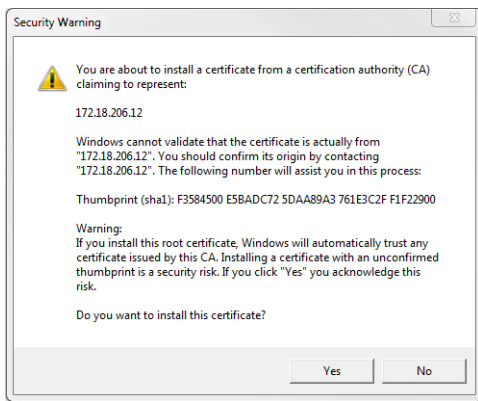 Security Warning
You are about to install a certificate from a certification authority (CA)
claiming to represent:
172.18.206.12
Windows cannot validate that the certificate is actually from
"172.18.206.12". You should confirm its origin by contacting
"172.18.206.12". The following number will assist you in this process:
Thumbprint (sha1): F3584500 E5BADC72 5DAA89A3 761E3C2F F1F22900
Warning:
If you install this root certificate, Windows will automatically trust any
certificate issued by this CA. Installing a certificate with an unconfirmed
thumbprint is a security risk. If you click "Yes" you acknowledge this
risk.
Do you want to install this certificate?
Yes No